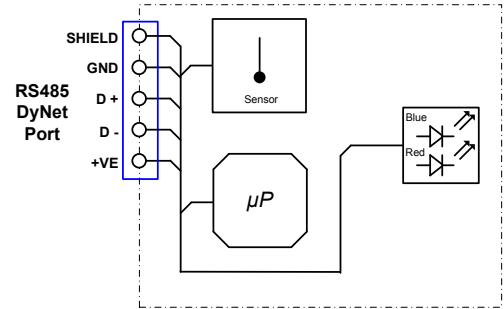 RS485
DyNet
Port
SHIELD
GND
D +
D -
+VE
Sensor
µP
Blue
Red